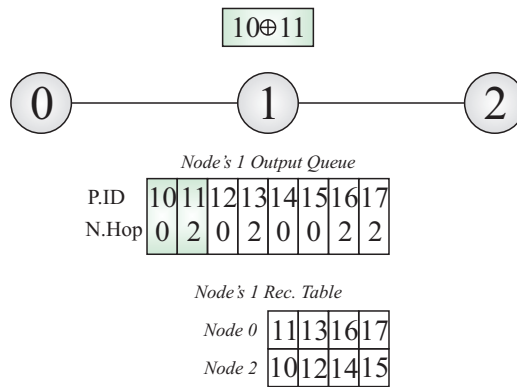 10⊕11
0 1 2
Node's 1 Output Queue
P.ID 10 11 12 13 14 15 16 17
N.Hop 0 2 0 2 0 0 2 2
Node's 1 Rec. Table
Node 0 11 13 16 17
Node 2 10 12 14 15